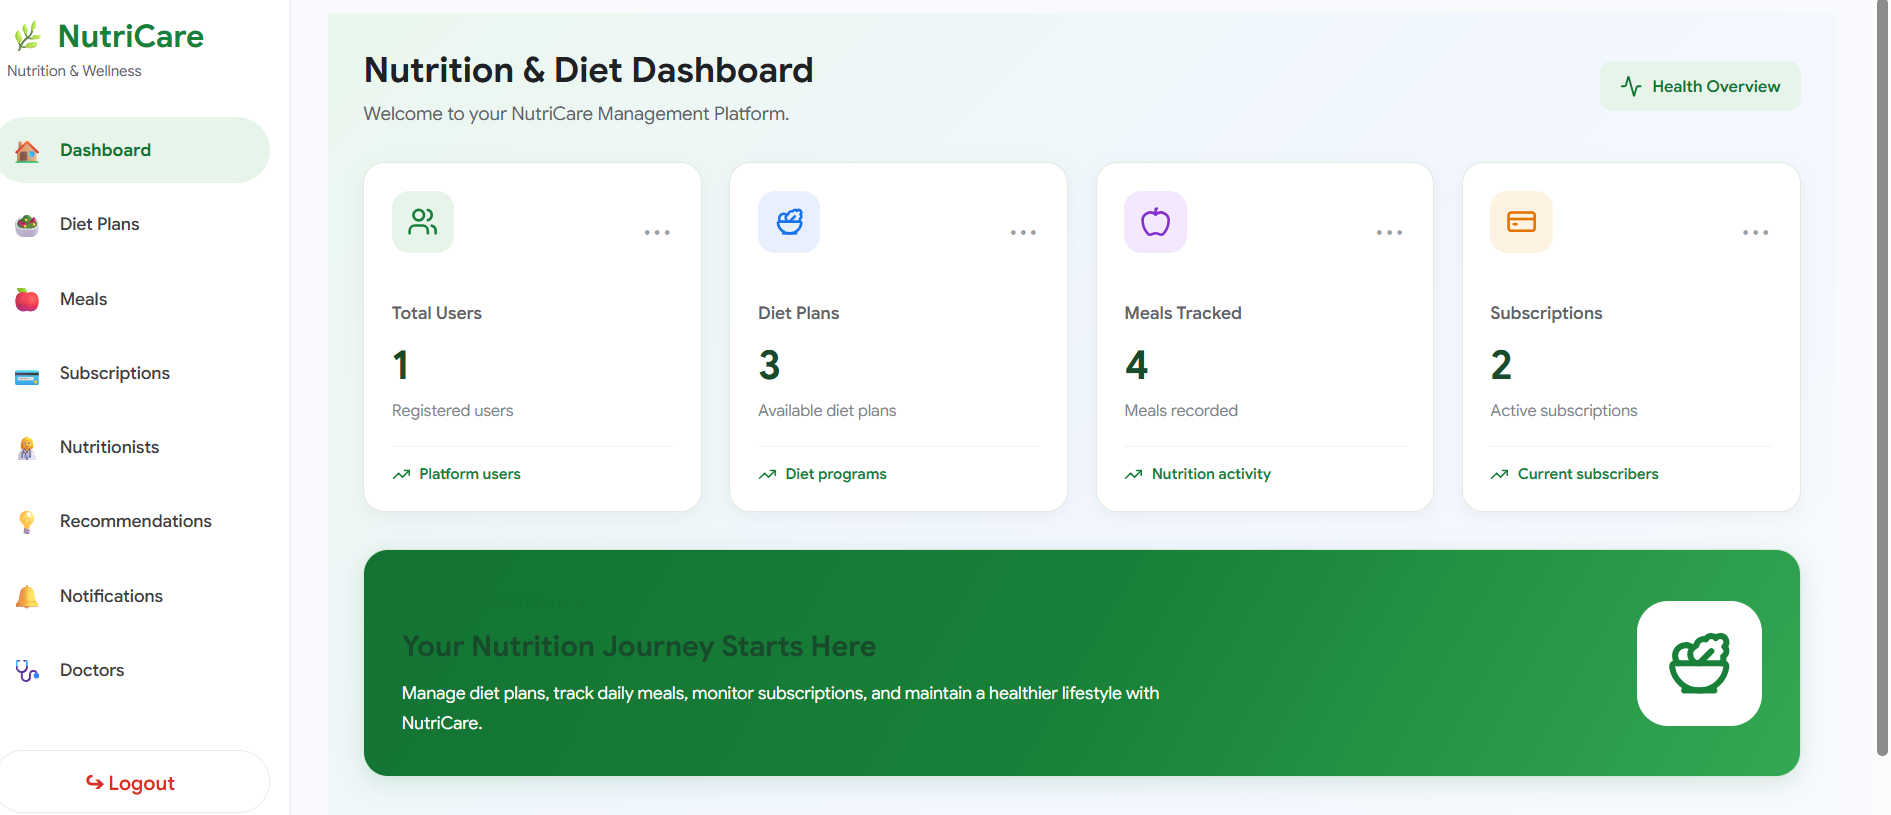 NutriCare
Nutrition & Wellness
Dashboard
Diet Plans
Meals
Subscriptions
Nutritionists
Recommendations
Notifications
Doctors
Logout
Nutrition & Diet Dashboard
Welcome to your NutriCare Management Platform.
Health Overview
Total Users
1
Registered users
Platform users
Diet Plans
3
Available diet plans
Diet programs
Meals Tracked
4
Meals recorded
Nutrition activity
Subscriptions
2
Active subscriptions
Current subscribers
Your Nutrition Journey Starts Here
Manage diet plans, track daily meals, monitor subscriptions, and maintain a healthier lifestyle with
NutriCare.